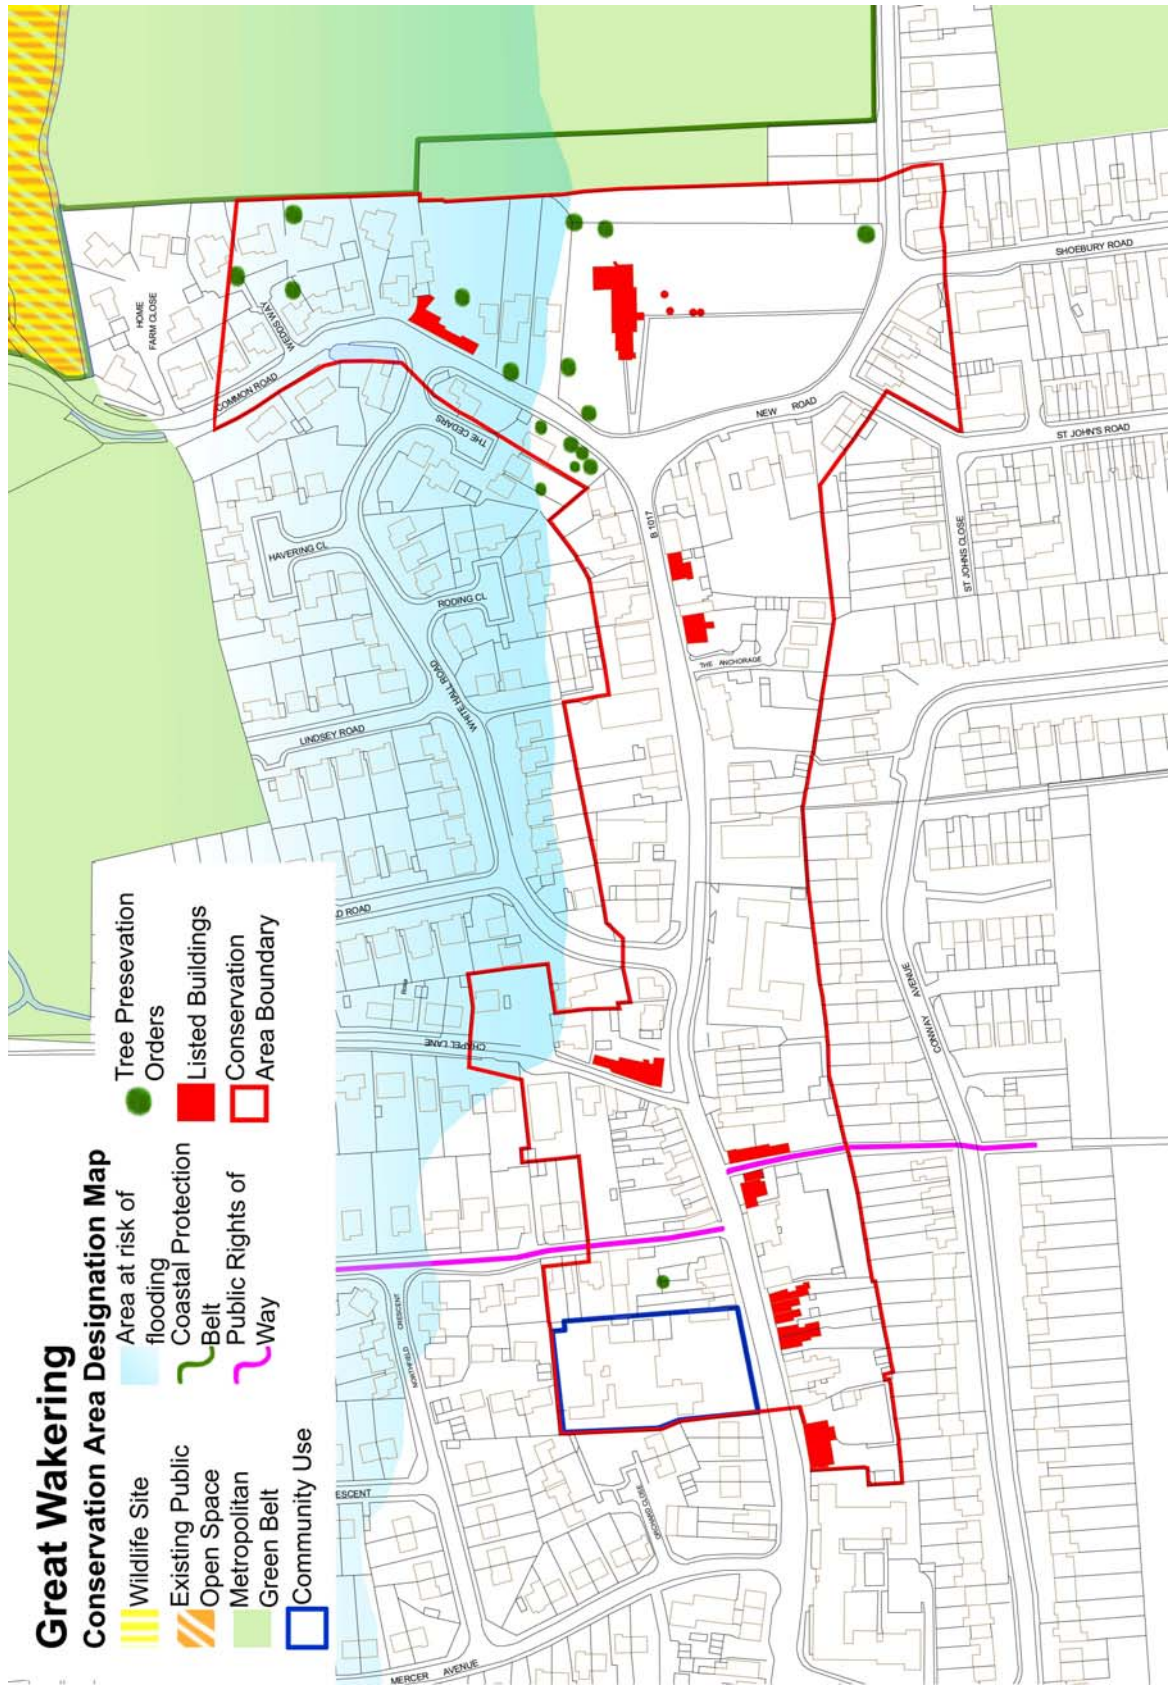 Great Wakering
Conservation Area Designation Map
Wildlife Site
Existing Public
Open Space
Metropolitan
Green Belt
Community Use
Area at risk of
flooding
Coastal Protection
Belt
Public Rights of
Way
Tree Presevation
Orders
Listed Buildings
Conservation
Area Boundary
HOME
FARM CLOSE
WEDDS WAY
COMMON ROAD
THE CEDARS
HAVERING CL
RODING CL
WHITE HALL ROAD
LINDSEY ROAD
D ROAD
CHAPEL LANE
NORTHFIELD CRESCENT
ESCENT
ORCHARD CLOSE
MERCER AVENUE
B 1017
NEW ROAD
THE ANCHORAGE
SHOEBURY ROAD
ST JOHN'S ROAD
ST JOHNS CLOSE
CONWAY AVENUE